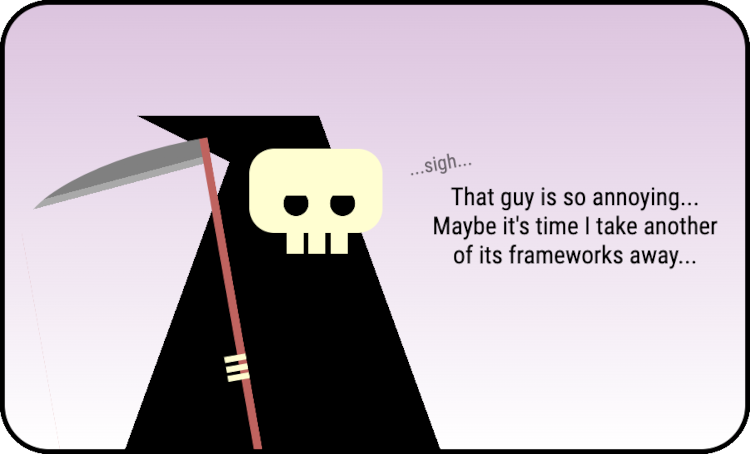 ...sigh...
That guy is so annoying...
Maybe it's time I take another
of its frameworks away...